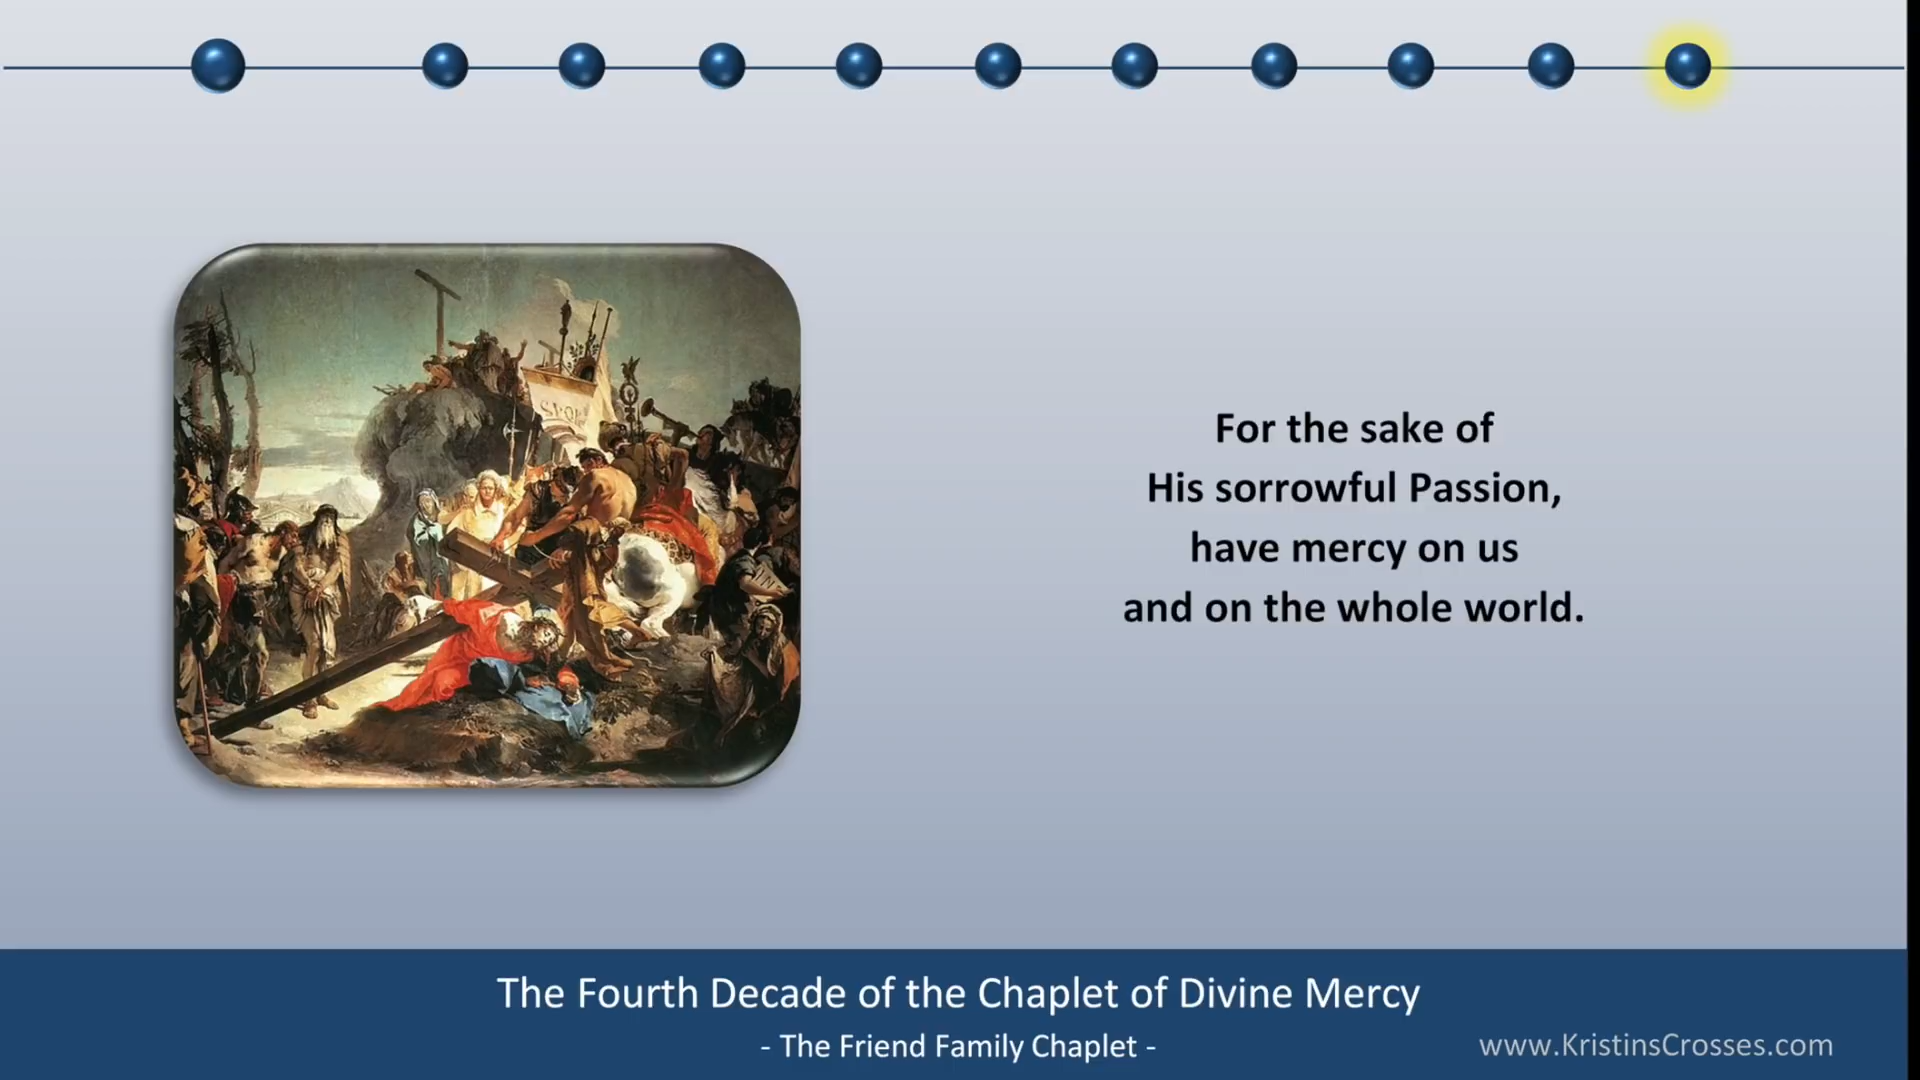 For the sake of
His sorrowful Passion,
have mercy on us
and on the whole world.
The Fourth Decade of the Chaplet of Divine Mercy
- The Friend Family Chaplet -
www.KristinsCrosses.com